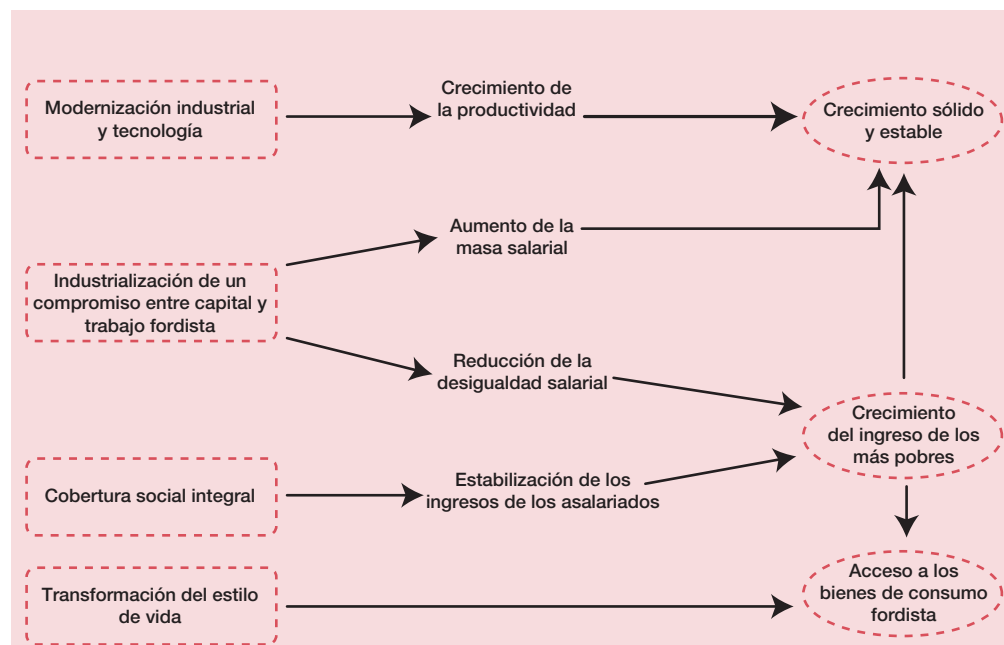 Modernización industrial
y tecnología
Crecimiento de
la productividad
Crecimiento sólido
y estable
Aumento de la
masa salarial
Industrialización de un
compromiso entre capital y
trabajo fordista
Reducción de la
desigualdad salarial
Crecimiento
del ingreso de los
más pobres
Cobertura social integral
Estabilización de los
ingresos de los asalariados
Transformación del estilo
de vida
Acceso a los
bienes de consumo
fordista